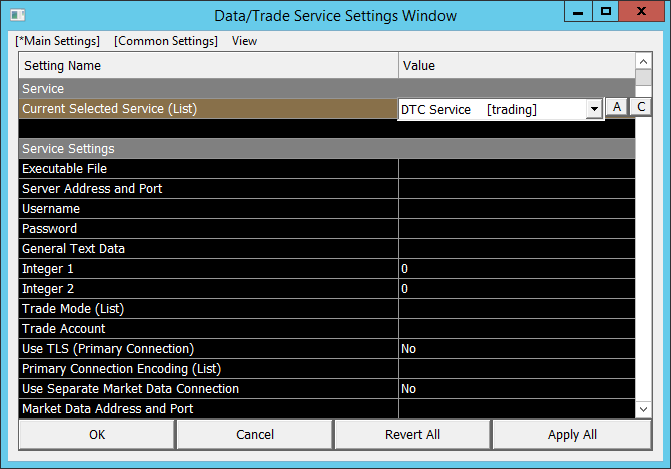 Data/Trade Service Settings Window
[*Main Settings] [Common Settings] View
Setting Name Value
Service
Current Selected Service (List) DTC Service [trading] A C
Service Settings
Executable File
Server Address and Port
Username
Password
General Text Data
Integer 1 0
Integer 2 0
Trade Mode (List)
Trade Account
Use TLS (Primary Connection) No
Primary Connection Encoding (List)
Use Separate Market Data Connection No
Market Data Address and Port
OK Cancel Revert All Apply All